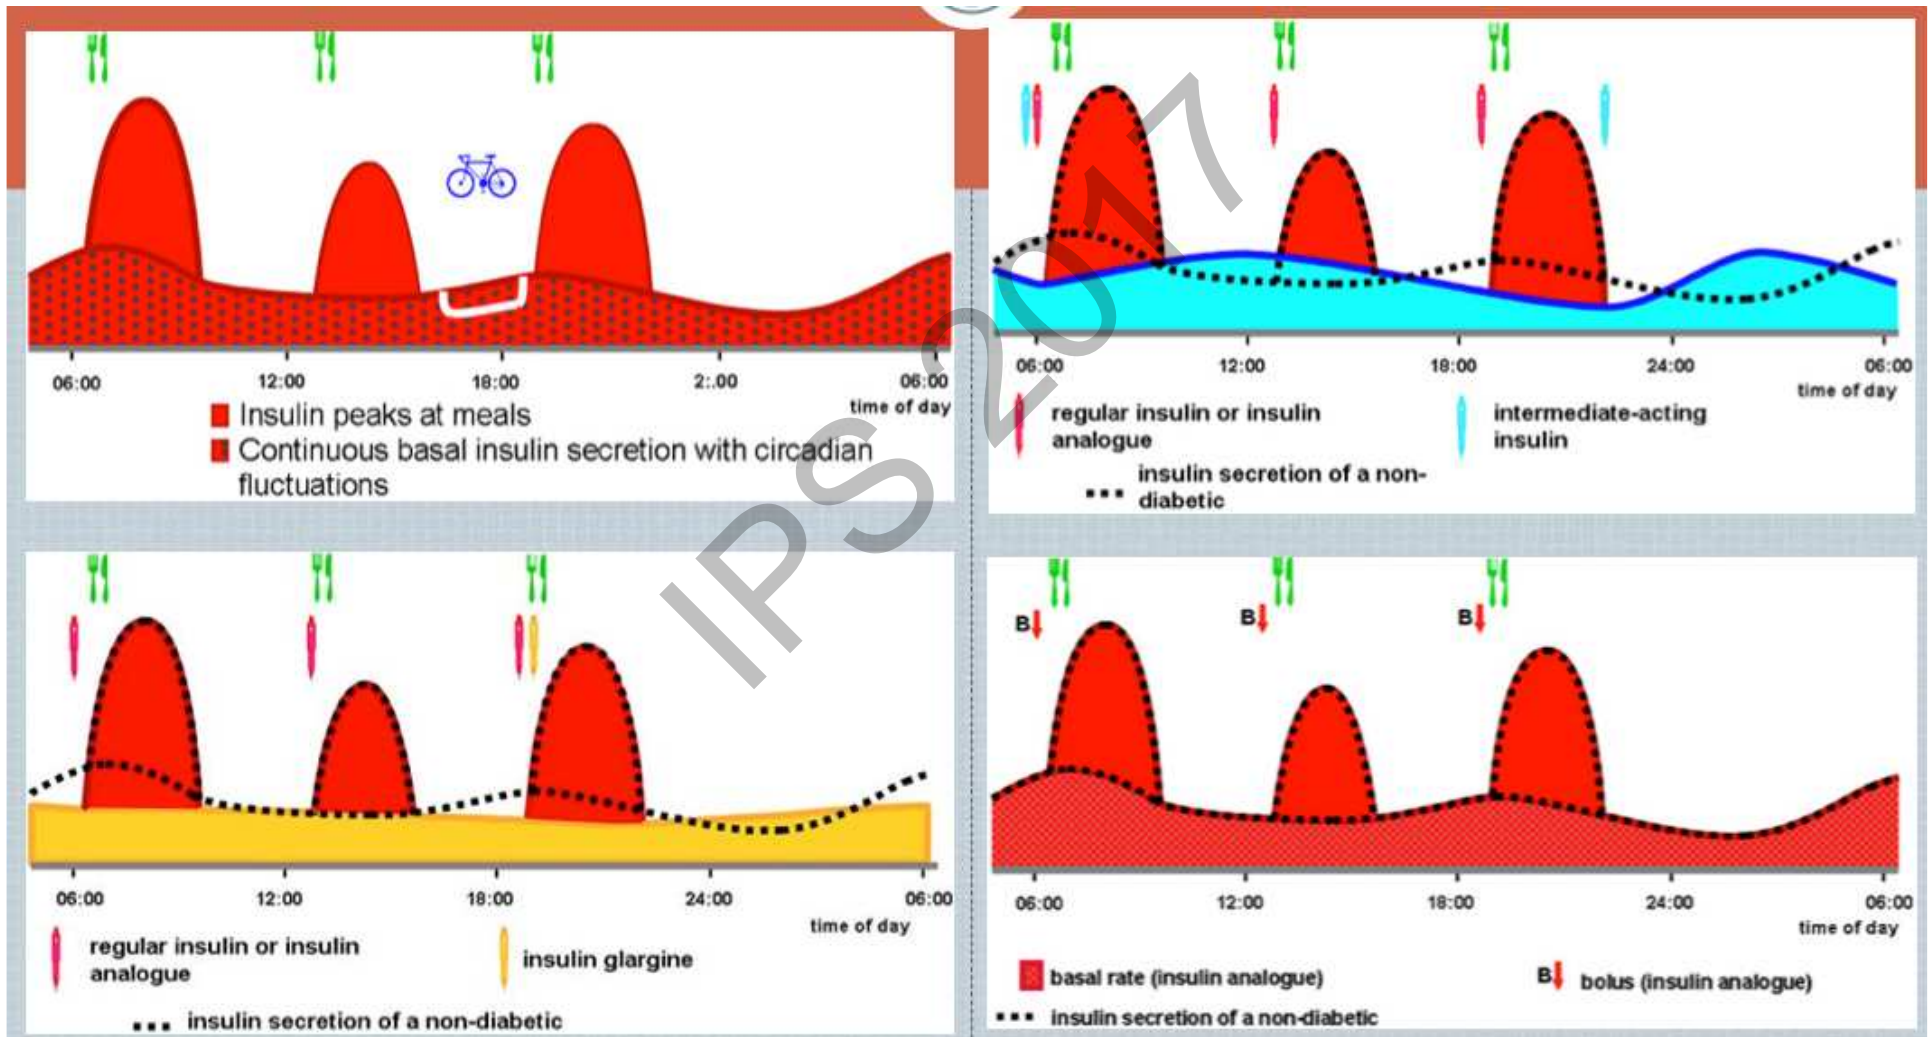 06:00 12:00 18:00 2:.00 06:00
time of day
Insulin peaks at meals
Continuous basal insulin secretion with circadian
fluctuations
06:00 12:00 18:00 24:00 06:00
time of day
regular insulin or insulin
analogue
intermediate-acting
insulin
insulin secretion of a non-
diabetic
06:00 12:00 18:00 24:00 06:00
time of day
regular insulin or insulin
analogue
insulin glargine
insulin secretion of a non-diabetic
B B B
06:00 12:00 18:00 24:00 06:00
time of day
basal rate (insulin analogue)
B bolus (insulin analogue)
insulin secretion of a non-diabetic
IPS 2017